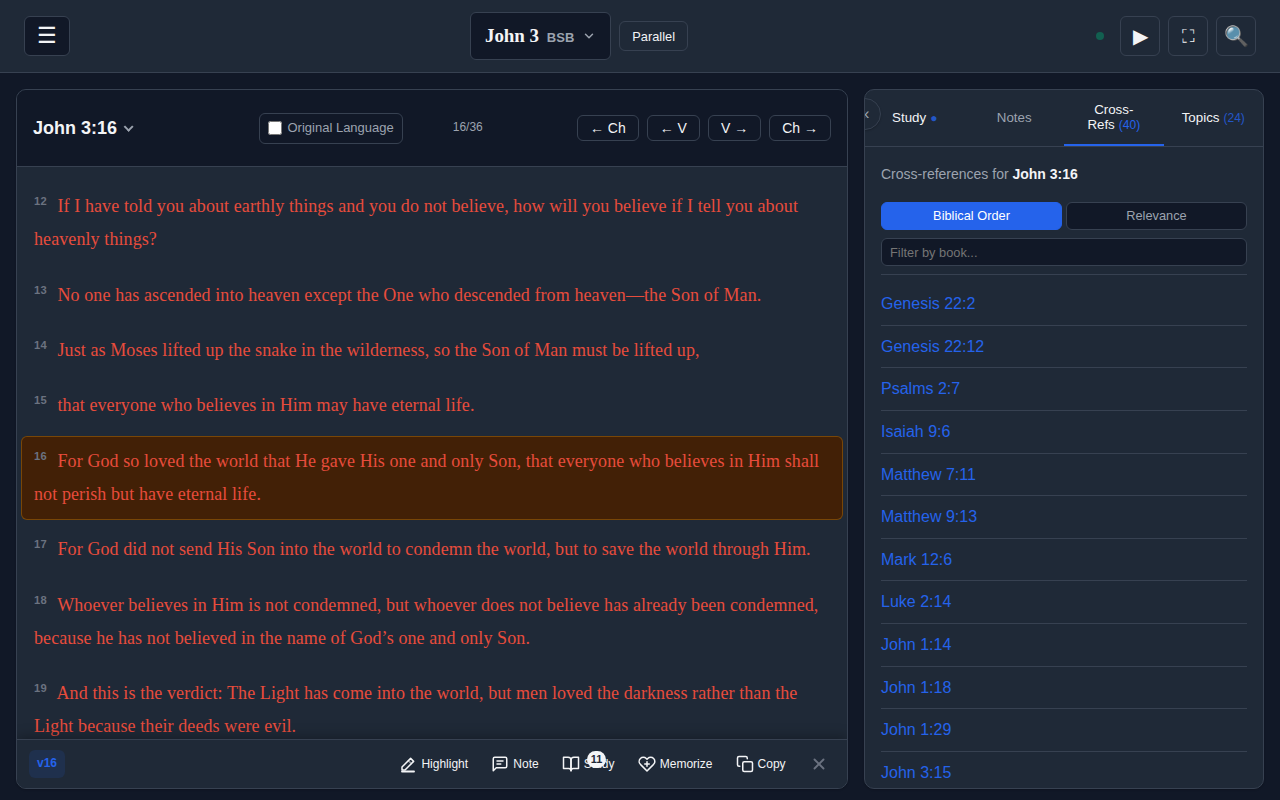 ☰
John 3 BSB
Parallel
John 3:16
Original Language
16/36
← Ch
← V
V →
Ch →
12 If I have told you about earthly things and you do not believe, how will you believe if I tell you about
heavenly things?
13 No one has ascended into heaven except the One who descended from heaven—the Son of Man.
14 Just as Moses lifted up the snake in the wilderness, so the Son of Man must be lifted up,
15 that everyone who believes in Him may have eternal life.
16 For God so loved the world that He gave His one and only Son, that everyone who believes in Him shall
not perish but have eternal life.
17 For God did not send His Son into the world to condemn the world, but to save the world through Him.
18 Whoever believes in Him is not condemned, but whoever does not believe has already been condemned,
because he has not believed in the name of God’s one and only Son.
19 And this is the verdict: The Light has come into the world, but men loved the darkness rather than the
Light because their deeds were evil.
v16
Highlight
Note
11
Memorize
Copy
Study
Notes
Cross-
Refs (40)
Topics (24)
Cross-references for John 3:16
Biblical Order
Relevance
Filter by book...
Genesis 22:2
Genesis 22:12
Psalms 2:7
Isaiah 9:6
Matthew 7:11
Matthew 9:13
Mark 12:6
Luke 2:14
John 1:14
John 1:18
John 1:29
John 3:15